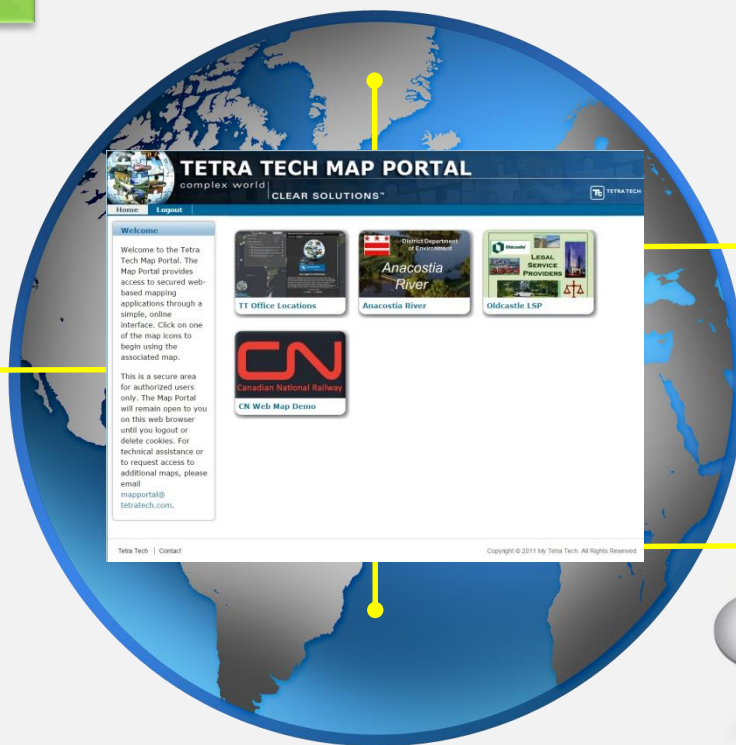 TETRA TECH MAP PORTAL
complex world
CLEAR SOLUTIONS™
TETRA TECH
Home Logout
Welcome
Welcome to the Tetra
Tech Map Portal. The
Map Portal provides
access to secured web-
based mapping
applications through a
simple, online
interface. Click on one
of the map icons to
begin using the
associated map.
This is a secure area
for authorized users
only. The Map Portal
will remain open to you
on this web browser
until you logout or
delete cookies. For
technical assistance or
to request access to
additional maps, please
email
mapportal@
tetratech.com.
TT Office Locations
District Department
of Environment
Anacostia
River
Anacostia River
Oldcastle
LEGAL
SERVICE
PROVIDERS
Oldcastle LSP
CN
Canadian National Railway
CN Web Map Demo
Tetra Tech | Contact
Copyright © 2011 My Tetra Tech. All Rights Reserved.